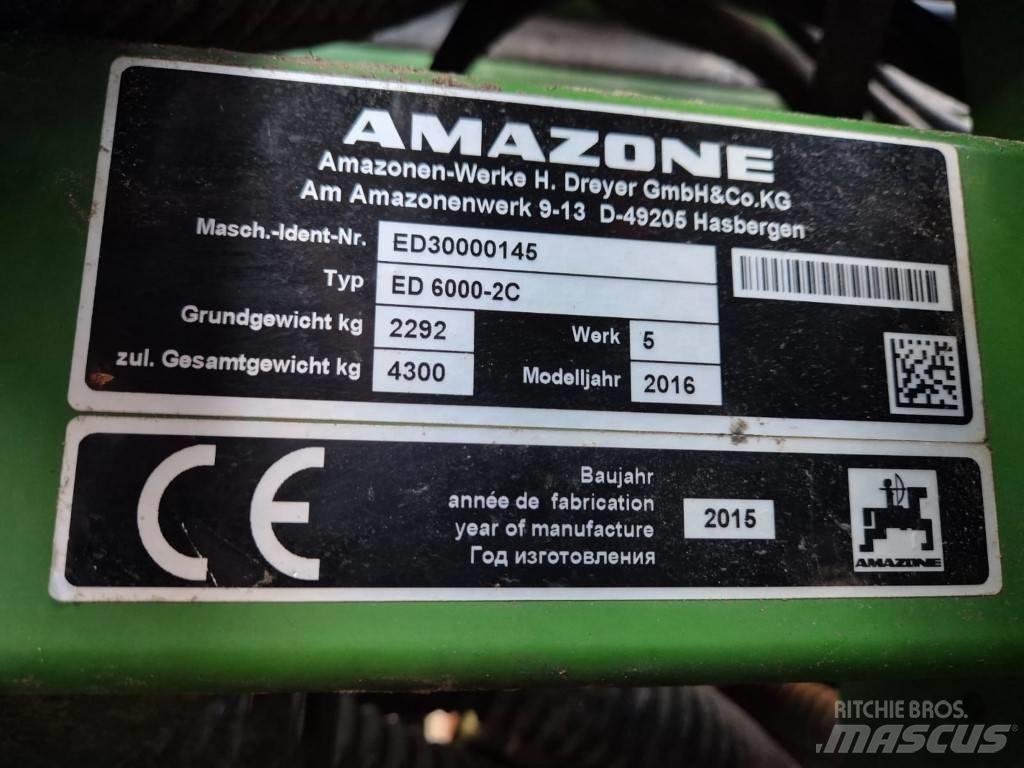 AMAZONE
Amazonen-Werke H. Dreyer GmbH&Co.KG
Am Amazonenwerk 9-13 D-49205 Hasbergen
Masch.-Ident-Nr. ED30000145
Typ ED 6000-2C
Grundgewicht kg 2292 Werk 5
zul. Gesamtgewicht kg 4300 Modelljahr 2016
CE
Baujahr
année de fabrication
year of manufacture 2015
Год изготовления
AMAZONE
RITCHIE BROS.
MASCUS